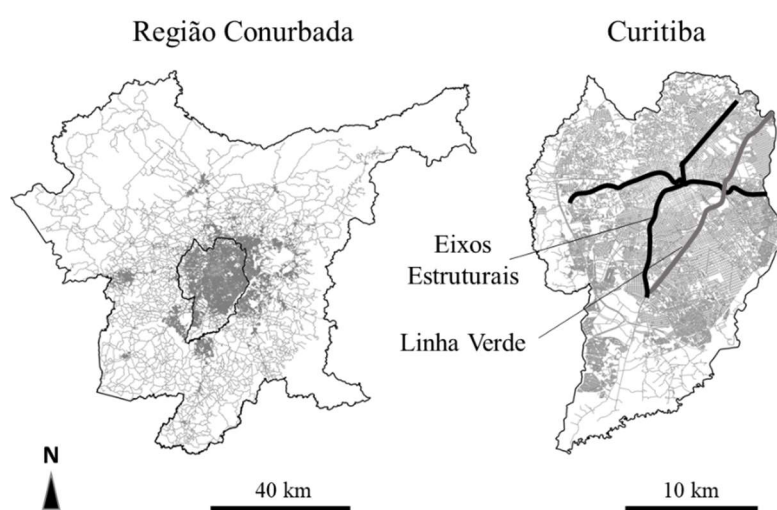 Região Conurbada
Curitiba
Eixos
Estruturais
Linha Verde
N
40 km
10 km